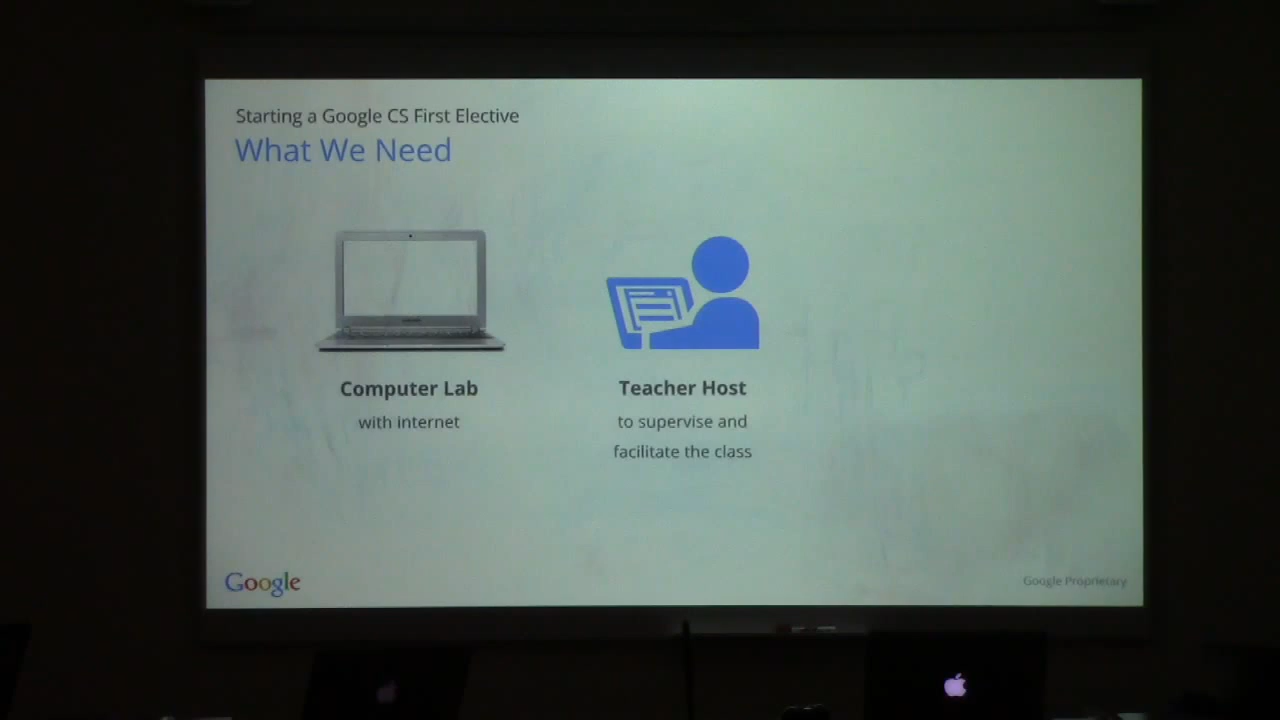 Starting a Google CS First Elective
What We Need
Computer Lab
with internet
Teacher Host
to supervise and
facilitate the class
Google
Google Proprietary